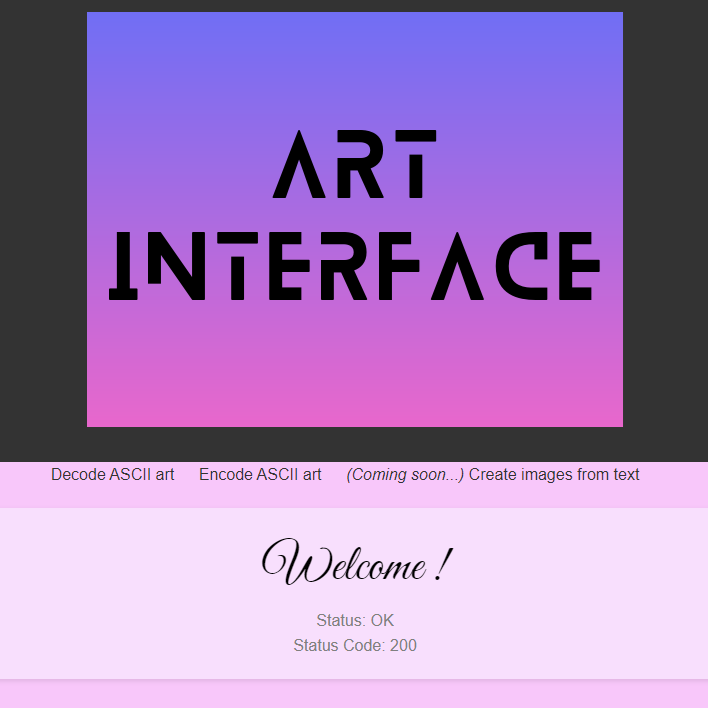 ART
INTERFACE
Decode ASCII art Encode ASCII art (Coming soon...) Create images from text
Welcome !
Status: OK
Status Code: 200